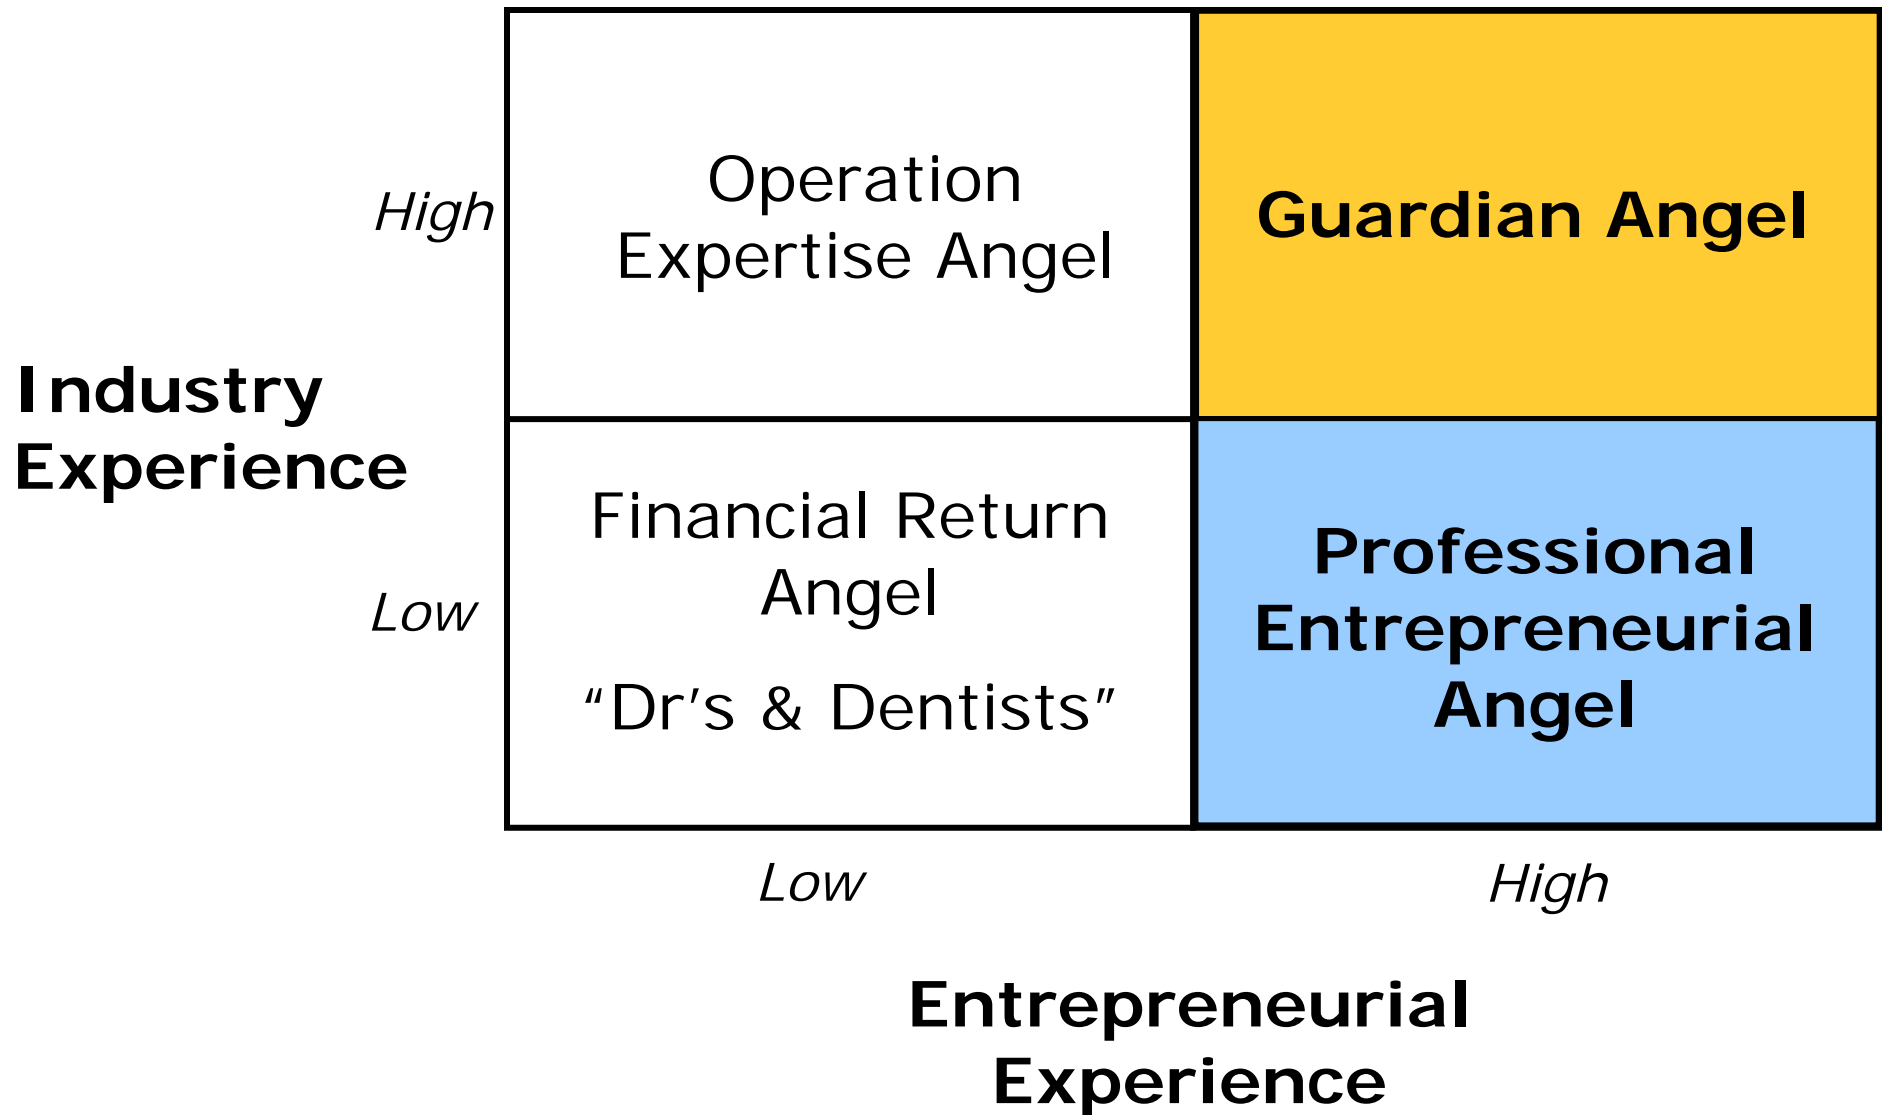 Operation
Expertise Angel
High
Guardian Angel
Industry
Experience
Financial Return
Angel
“Dr’s & Dentists”
Low
Professional
Entrepreneurial
Angel
Low
High
Entrepreneurial
Experience